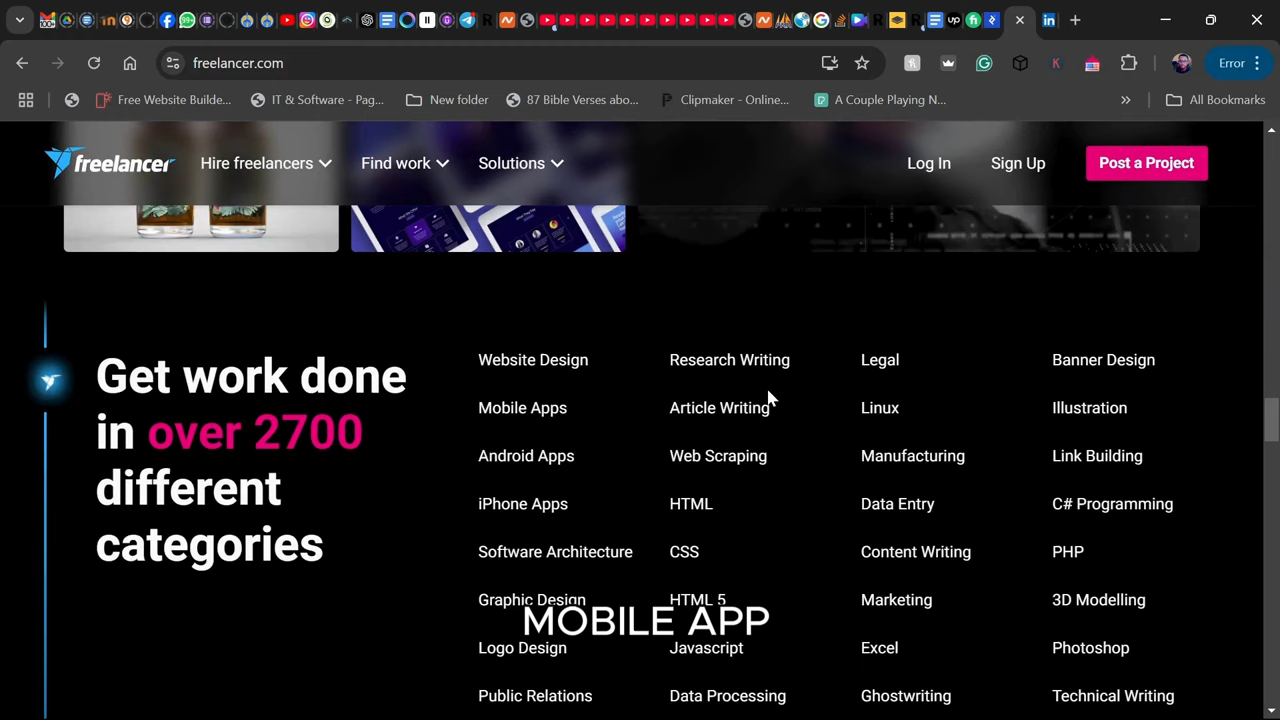 freelancer.com
Error
Free Website Builde...
IT & Software - Pag...
New folder
87 Bible Verses abo...
Clipmaker - Online...
A Couple Playing N...
All Bookmarks
freelancer
Hire freelancers
Find work
Solutions
Log In
Sign Up
Post a Project
Get work done
in over 2700
different
categories
Website Design
Mobile Apps
Android Apps
iPhone Apps
Software Architecture
Graphic Design
Logo Design
Public Relations
Research Writing
Article Writing
Web Scraping
HTML
CSS
HTML 5
Javascript
Data Processing
Legal
Linux
Manufacturing
Data Entry
Content Writing
Marketing
Excel
Ghostwriting
Banner Design
Illustration
Link Building
C# Programming
PHP
3D Modelling
Photoshop
Technical Writing
MOBILE APP